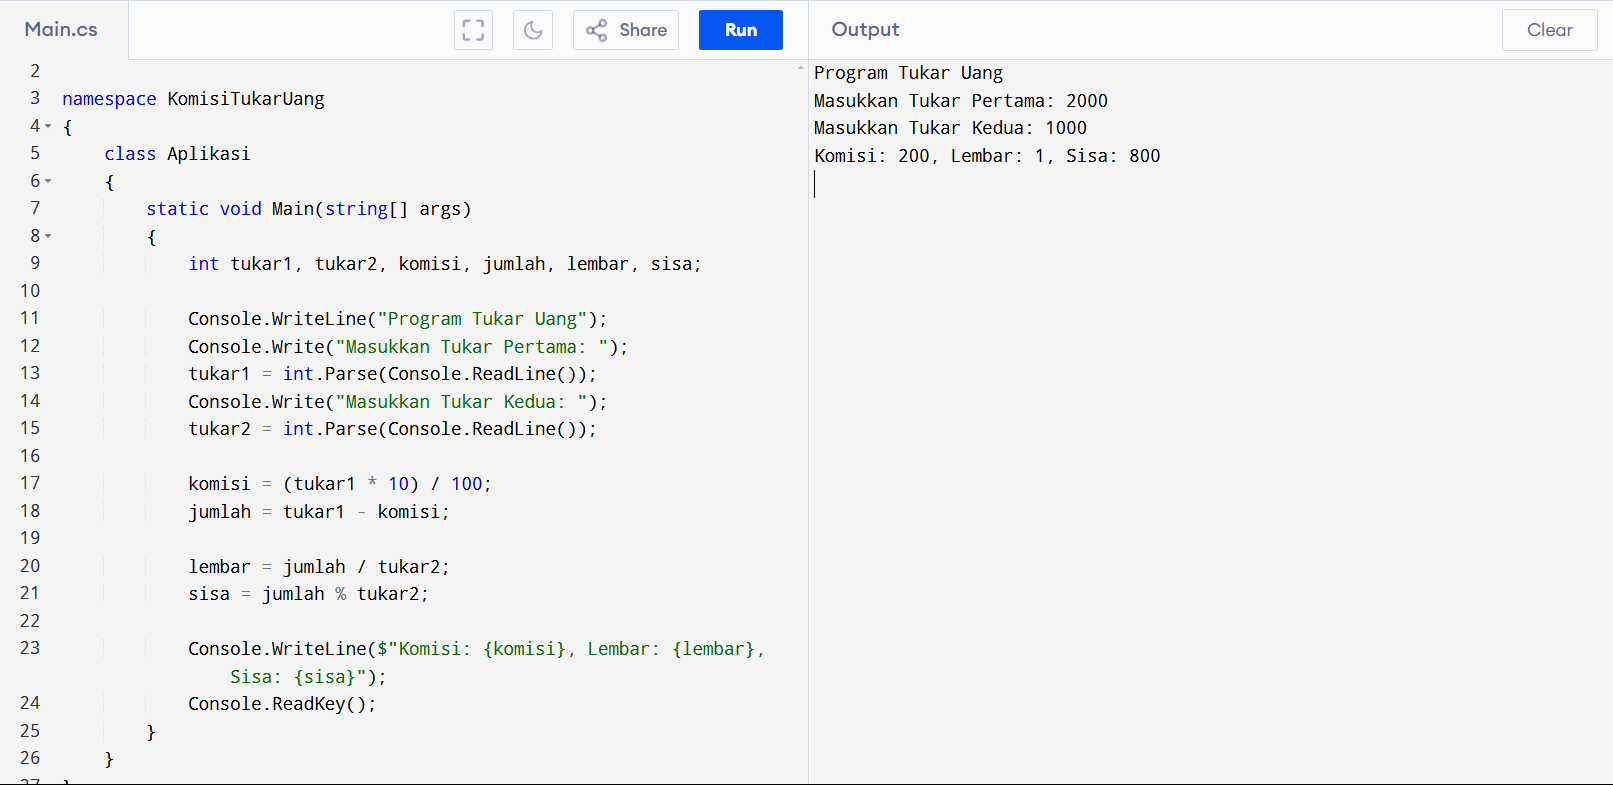 Main.cs
Share
Run
Output
Clear
2
3 namespace KomisiTukarUang
4 {
5 class Aplikasi
6 {
7 static void Main(string[] args)
8 {
9 int tukar1, tukar2, komisi, jumlah, lembar, sisa;
10
11 Console.WriteLine("Program Tukar Uang");
12 Console.Write("Masukkan Tukar Pertama: ");
13 tukar1 = int.Parse(Console.ReadLine());
14 Console.Write("Masukkan Tukar Kedua: ");
15 tukar2 = int.Parse(Console.ReadLine());
16
17 komisi = (tukar1 * 10) / 100;
18 jumlah = tukar1 - komisi;
19
20 lembar = jumlah / tukar2;
21 sisa = jumlah % tukar2;
22
23 Console.WriteLine($"Komisi: {komisi}, Lembar: {lembar},
Sisa: {sisa}");
24 Console.ReadKey();
25 }
26 }
Program Tukar Uang
Masukkan Tukar Pertama: 2000
Masukkan Tukar Kedua: 1000
Komisi: 200, Lembar: 1, Sisa: 800